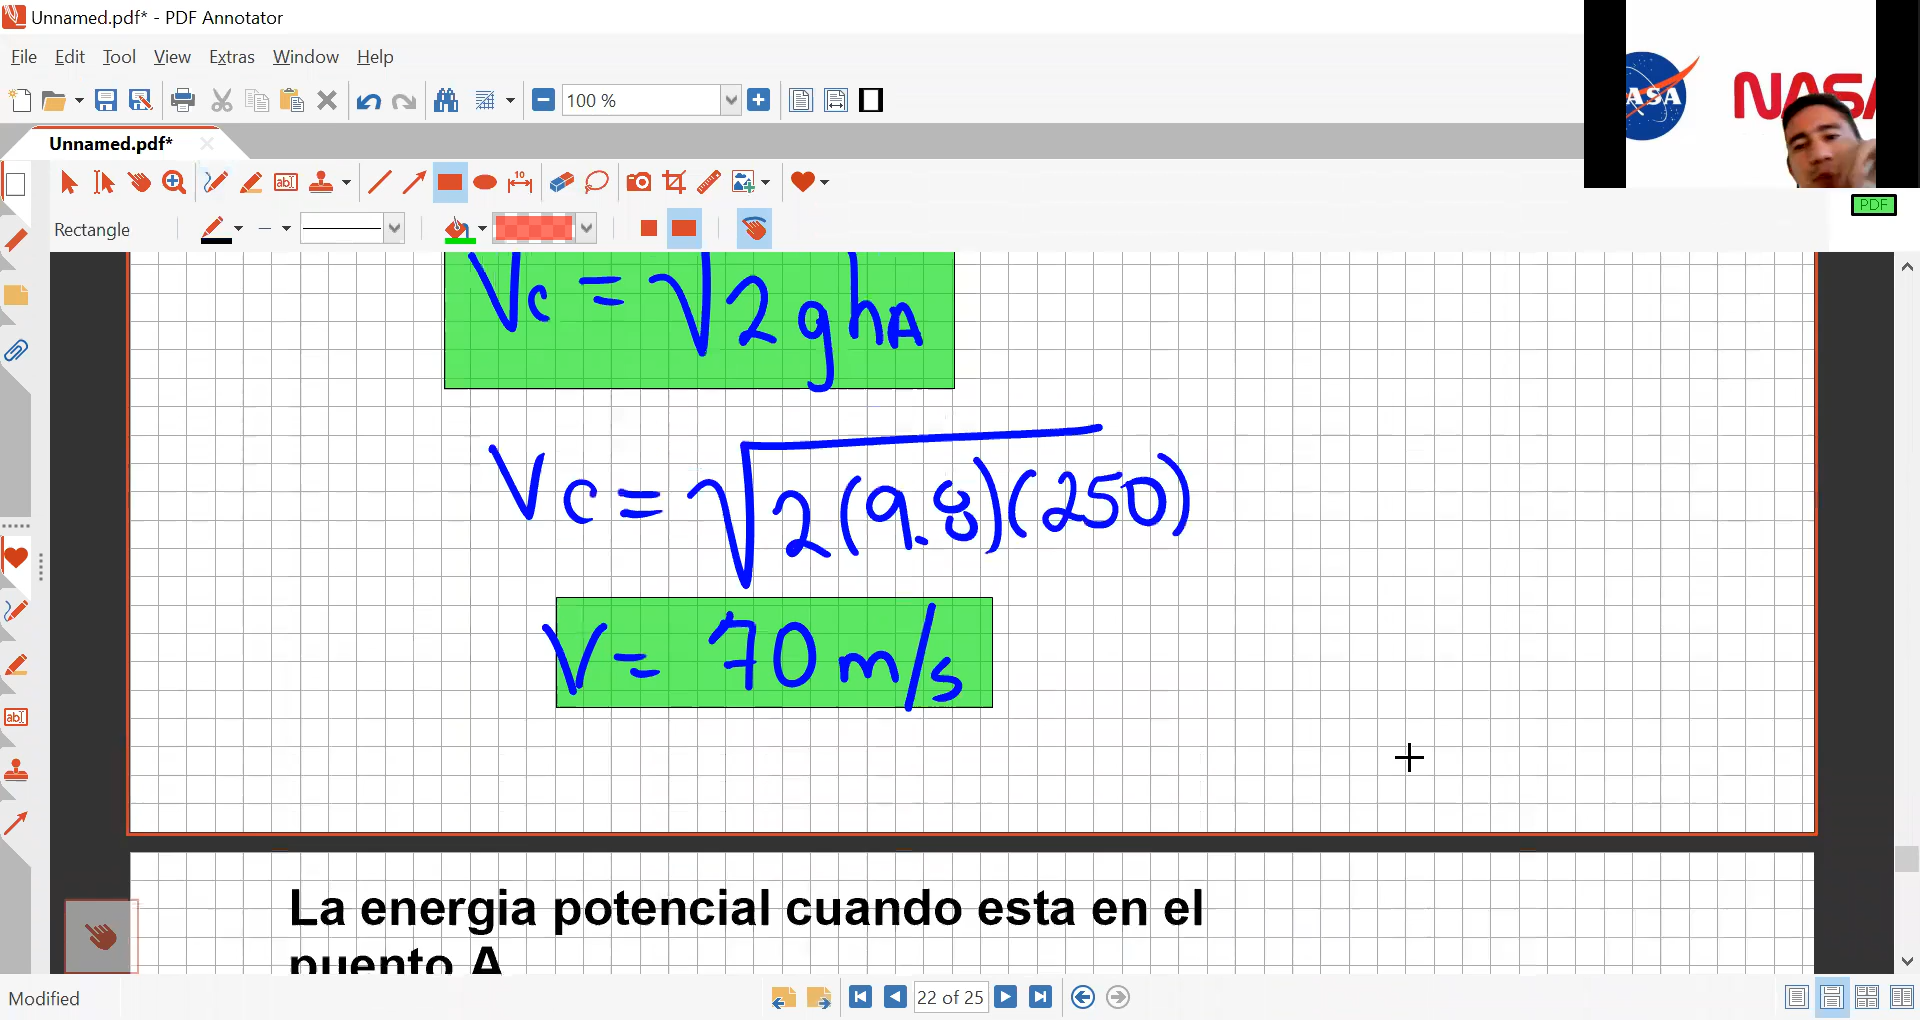 Unnamed.pdf* - PDF Annotator
File Edit Tool View Extras Window Help
100 %
Unnamed.pdf*
Rectangle
NASA
PDF
Vc = √2ghA
Vc = √2(9.8)(250)
V = 70 m/s
La energia potencial cuando esta en el
puento A
Modified
22 of 25